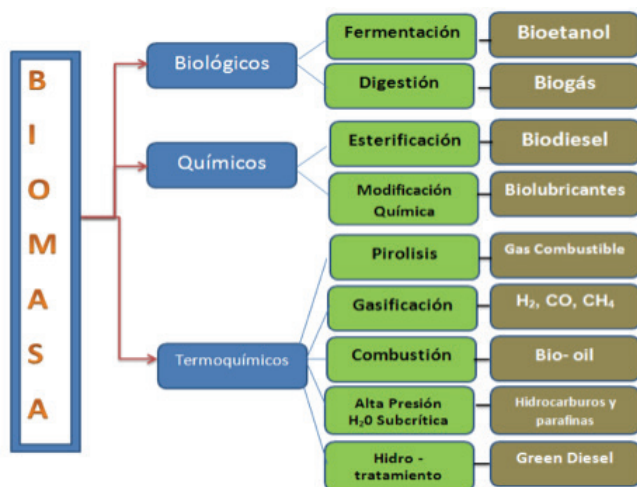 BIOMASA
Biológicos
Fermentación
Bioetanol
Digestión
Biogás
Químicos
Esterificación
Biodiesel
Modificación
Química
Biolubricantes
Termoquímicos
Pirolisis
Gas Combustible
Gasificación
H₂, CO, CH₄
Combustión
Bio- oil
Alta Presión
H₂0 Subcrítica
Hidrocarburos y
parafinas
Hidro -
tratamiento
Green Diesel